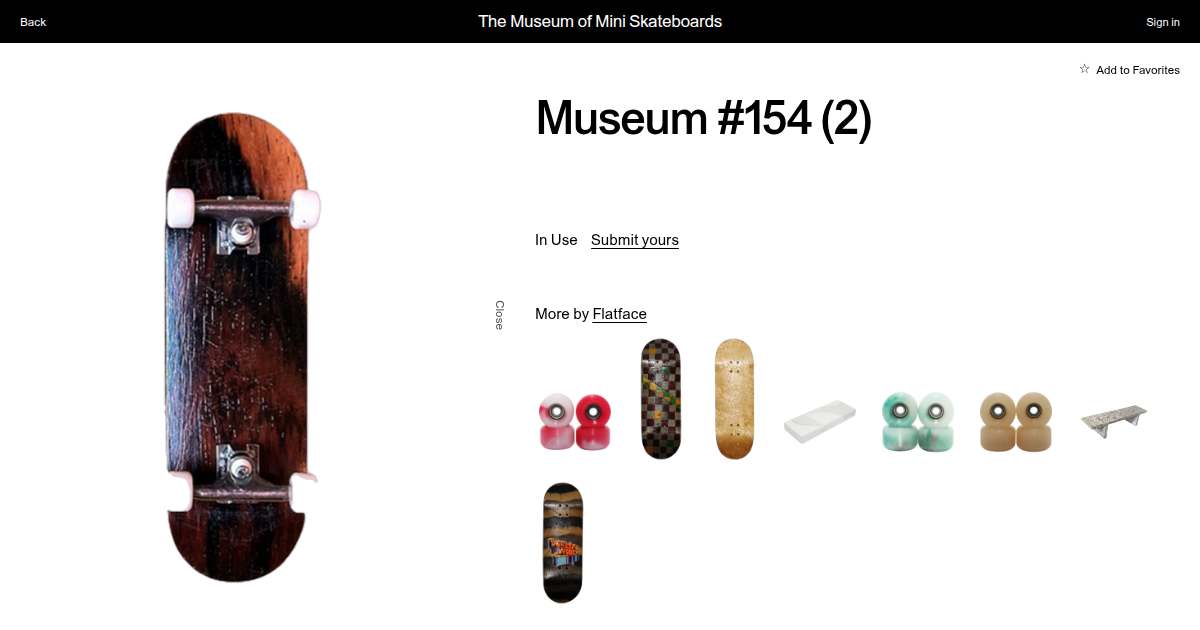 Back
The Museum of Mini Skateboards
Sign in
☆ Add to Favorites
Museum #154 (2)
In Use Submit yours
Close
More by Flatface